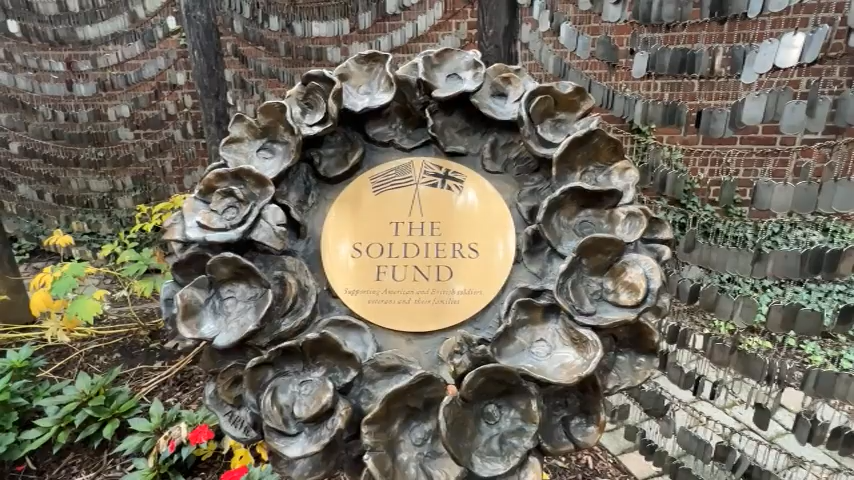 THE
SOLDIERS
FUND
Supporting American and British soldiers,
veterans and their families